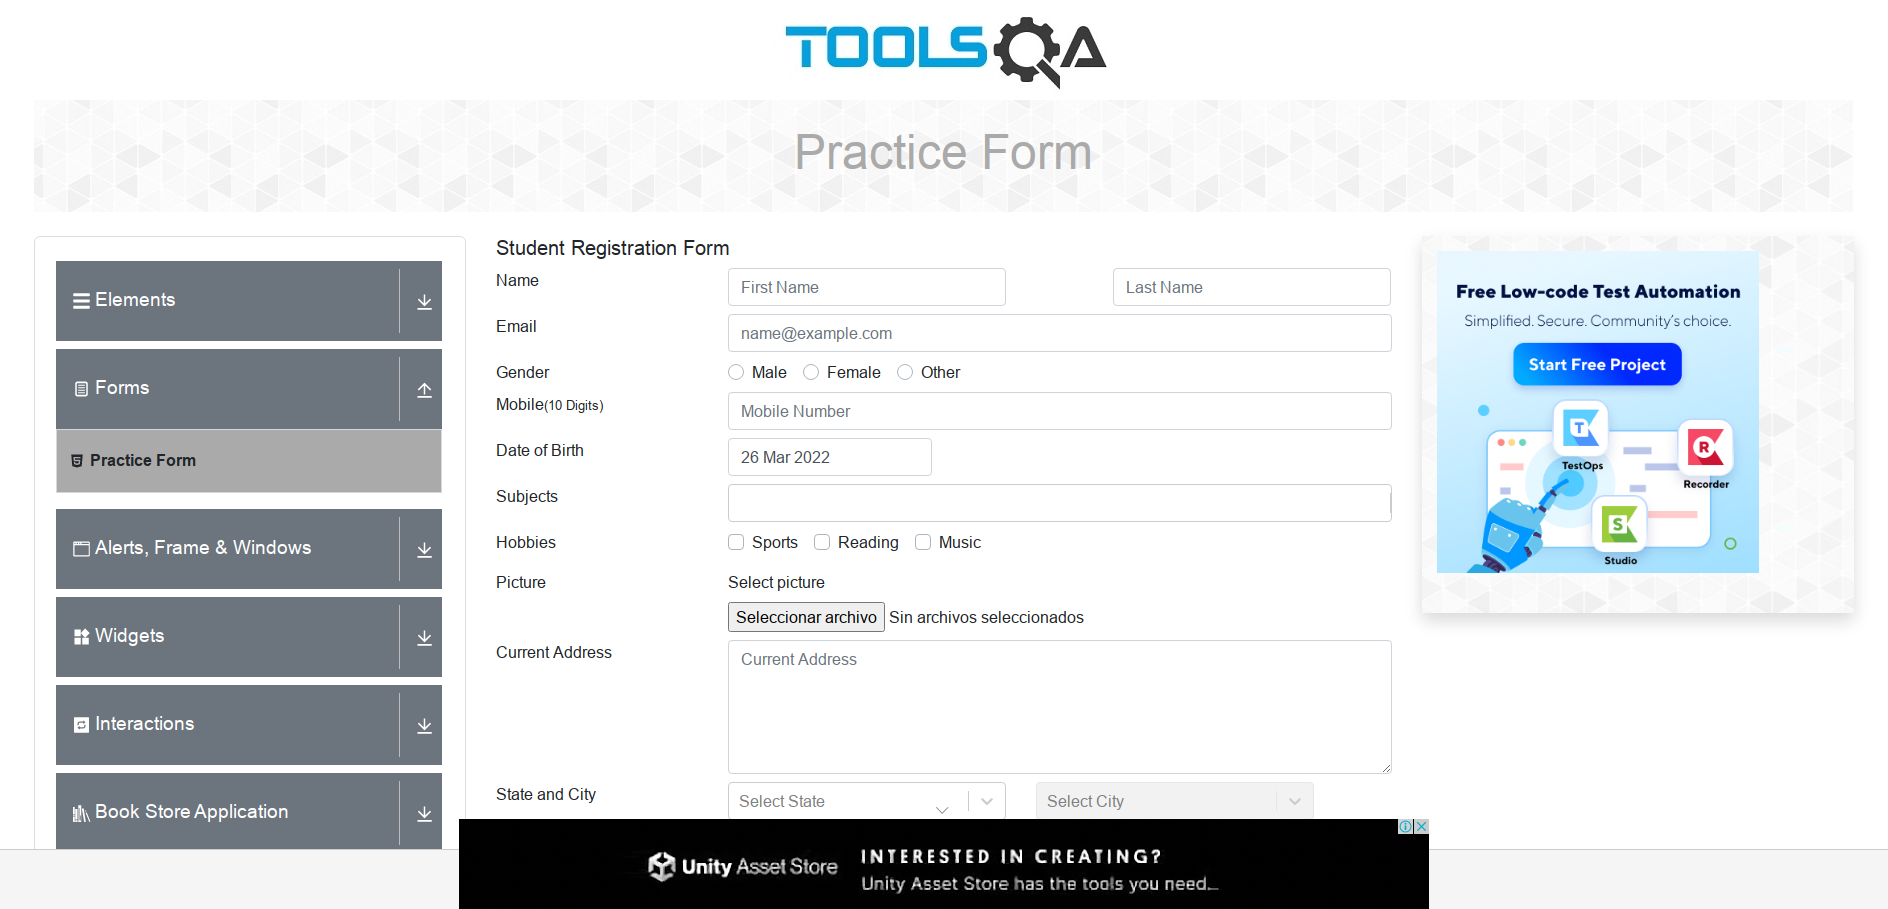 TOOLSQA
Practice Form
Elements
Forms
Practice Form
Alerts, Frame & Windows
Widgets
Interactions
Book Store Application
Student Registration Form
Name
First Name
Last Name
Email
name@example.com
Gender
Male
Female
Other
Mobile(10 Digits)
Mobile Number
Date of Birth
26 Mar 2022
Subjects
Hobbies
Sports
Reading
Music
Picture
Select picture
Seleccionar archivo Sin archivos seleccionados
Current Address
Current Address
State and City
Select State
Select City
Free Low-code Test Automation
Simplified. Secure. Community's choice.
Start Free Project
T
TestOps
R
Recorder
S
Studio
Unity Asset Store
INTERESTED IN CREATING?
Unity Asset Store has the tools you need...